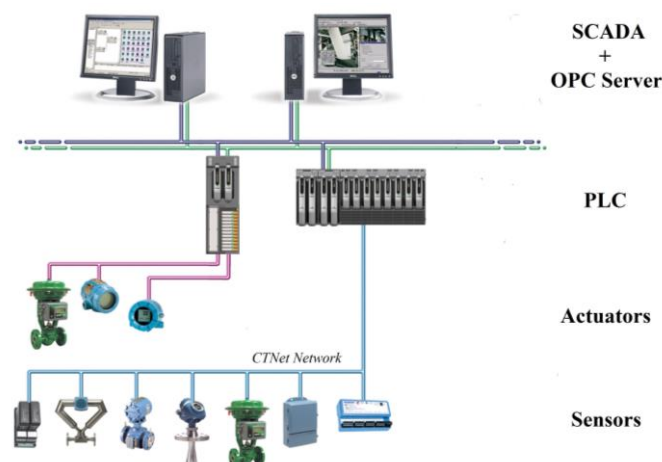 SCADA
+
OPC Server
PLC
Actuators
CTNet Network
Sensors